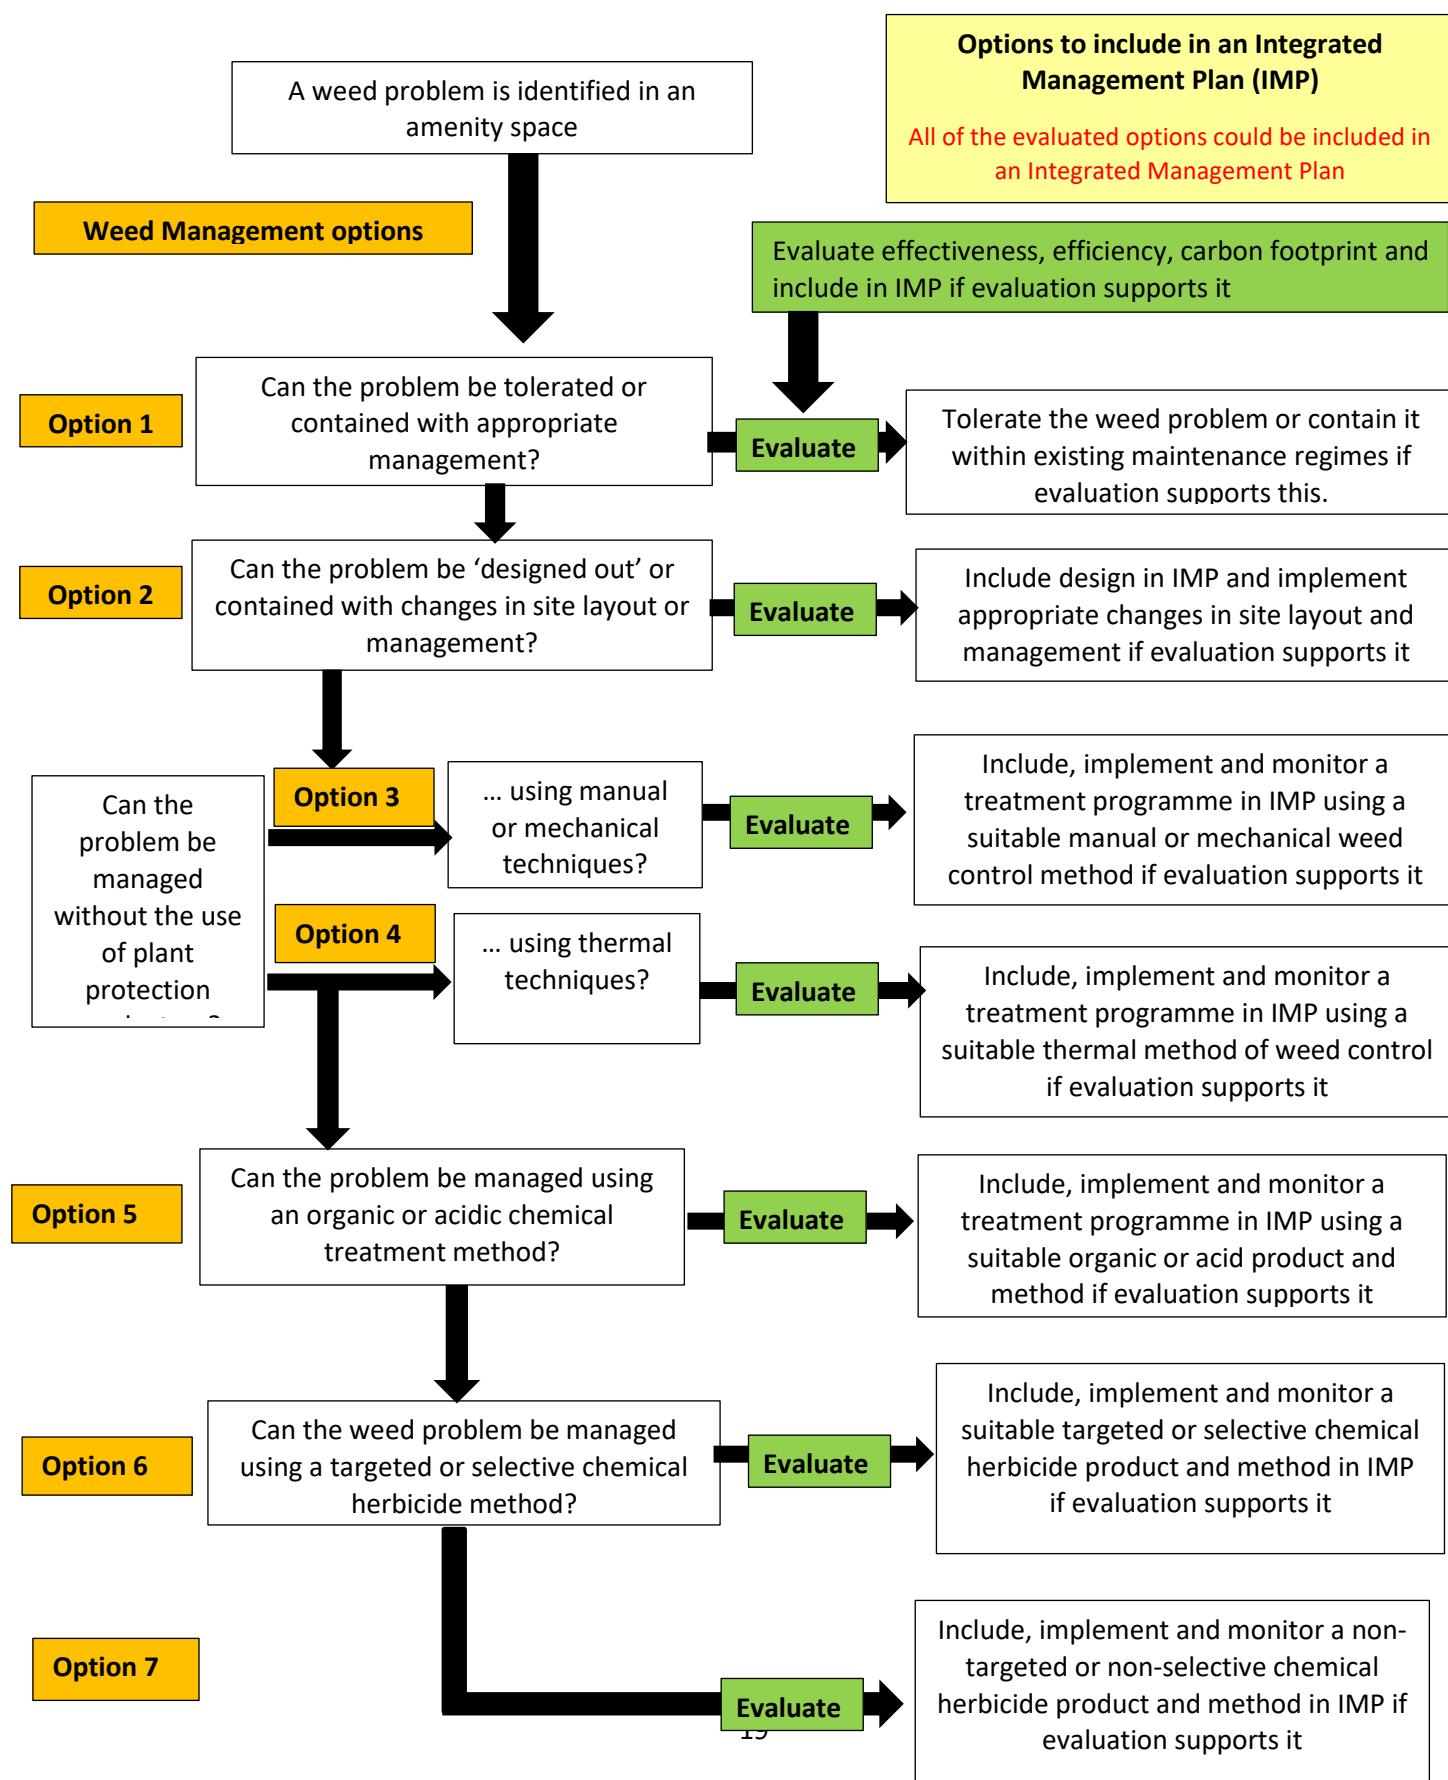 Options to include in an Integrated
Management Plan (IMP)
All of the evaluated options could be included in
an Integrated Management Plan
A weed problem is identified in an
amenity space
Weed Management options
Evaluate effectiveness, efficiency, carbon footprint and
include in IMP if evaluation supports it
Option 1
Can the problem be tolerated or
contained with appropriate
management?
Evaluate
Tolerate the weed problem or contain it
within existing maintenance regimes if
evaluation supports this.
Option 2
Can the problem be ‘designed out’ or
contained with changes in site layout or
management?
Evaluate
Include design in IMP and implement
appropriate changes in site layout and
management if evaluation supports it
Can the
problem be
managed
without the use
of plant
protection
Option 3
... using manual
or mechanical
techniques?
Evaluate
Include, implement and monitor a
treatment programme in IMP using a
suitable manual or mechanical weed
control method if evaluation supports it
Option 4
... using thermal
techniques?
Evaluate
Include, implement and monitor a
treatment programme in IMP using a
suitable thermal method of weed control
if evaluation supports it
Option 5
Can the problem be managed using
an organic or acidic chemical
treatment method?
Evaluate
Include, implement and monitor a
treatment programme in IMP using a
suitable organic or acid product and
method if evaluation supports it
Option 6
Can the weed problem be managed
using a targeted or selective chemical
herbicide method?
Evaluate
Include, implement and monitor a
suitable targeted or selective chemical
herbicide product and method in IMP
if evaluation supports it
Option 7
Evaluate
Include, implement and monitor a non-
targeted or non-selective chemical
herbicide product and method in IMP if
evaluation supports it
19